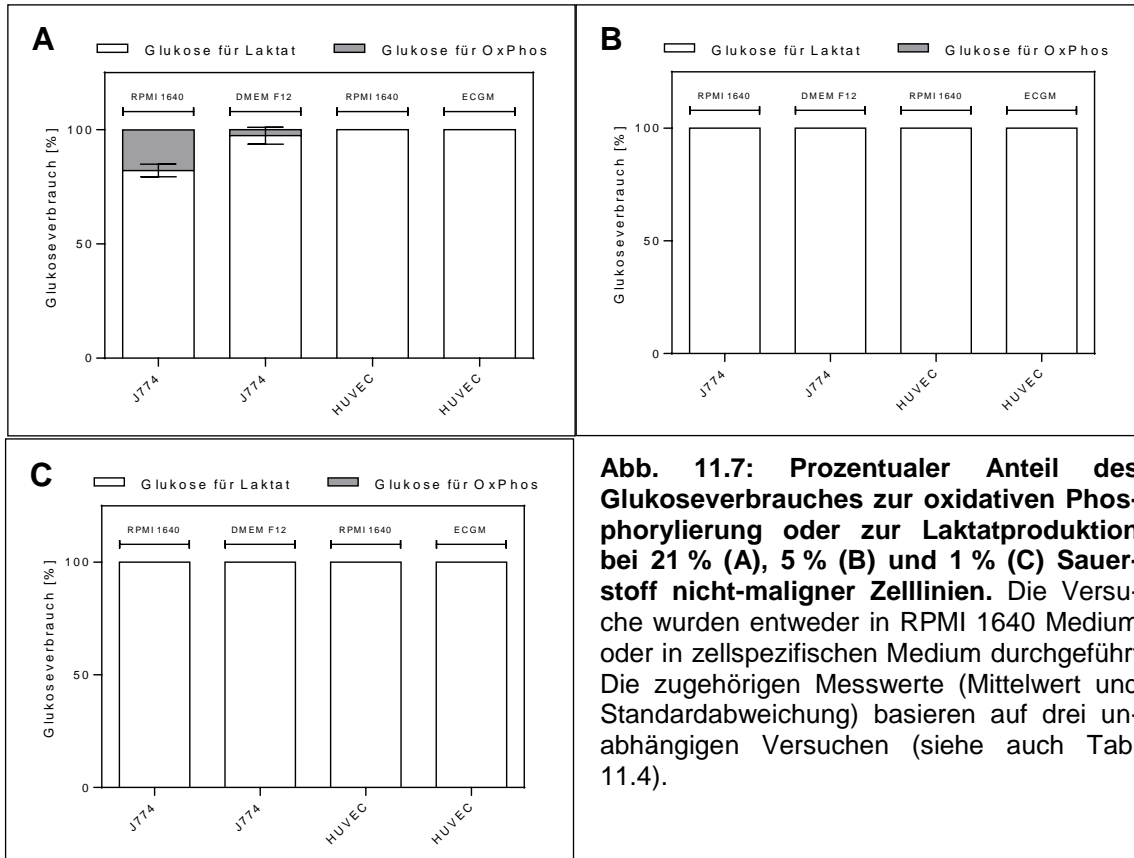 A
Glukose für Laktat Glukose für OxPhos
RPMI 1640 DMEM F12 RPMI 1640 ECGM
Glukoseverbrauch [%]
100
50
0
J774 J774 HUVEC HUVEC
B
Glukose für Laktat Glukose für OxPhos
RPMI 1640 DMEM F12 RPMI 1640 ECGM
Glukoseverbrauch [%]
100
50
0
J774 J774 HUVEC HUVEC
C
Glukose für Laktat Glukose für OxPhos
RPMI 1640 DMEM F12 RPMI 1640 ECGM
Glukoseverbrauch [%]
100
50
0
J774 J774 HUVEC HUVEC
Abb. 11.7: Prozentualer Anteil des
Glukoseverbrauches zur oxidativen Phos-
phorylierung oder zur Laktatproduktion
bei 21 % (A), 5 % (B) und 1 % (C) Sauer-
stoff nicht-maligner Zelllinien. Die Versu-
che wurden entweder in RPMI 1640 Medium
oder in zellspezifischen Medium durchgeführt
Die zugehörigen Messwerte (Mittelwert und
Standardabweichung) basieren auf drei un-
abhängigen Versuchen (siehe auch Tab.
11.4).